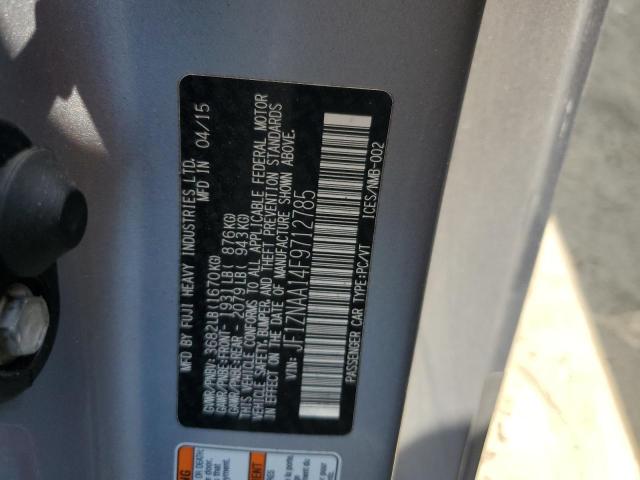 MFD BY FUJI HEAVY INDUSTRIES LTD.
MFD IN 04/15
GVWR/PNBV: 3682LB(1670KG)
GAWR/PNBE-FRONT- 1931LB( 876KG)
GAWR/PNBE-REAR - 2079LB( 943KG)
THIS VEHICLE CONFORMS TO ALL APPLICABLE FEDERAL MOTOR
VEHICLE SAFETY, BUMPER, AND THEFT PREVENTION STANDARDS
IN EFFECT ON THE DATE OF MANUFACTURE SHOWN ABOVE.
VIN: JF1ZNAA14F9712785
PASSENGER CAR TYPE:PC/VT ICES/NMB-002